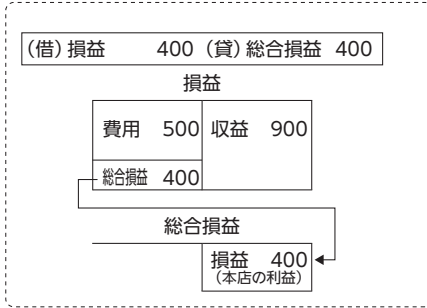 (借) 損益 400 (貸) 総合損益 400
損益
費用 500 収益 900
総合損益 400
総合損益
損益 400
(本店の利益)